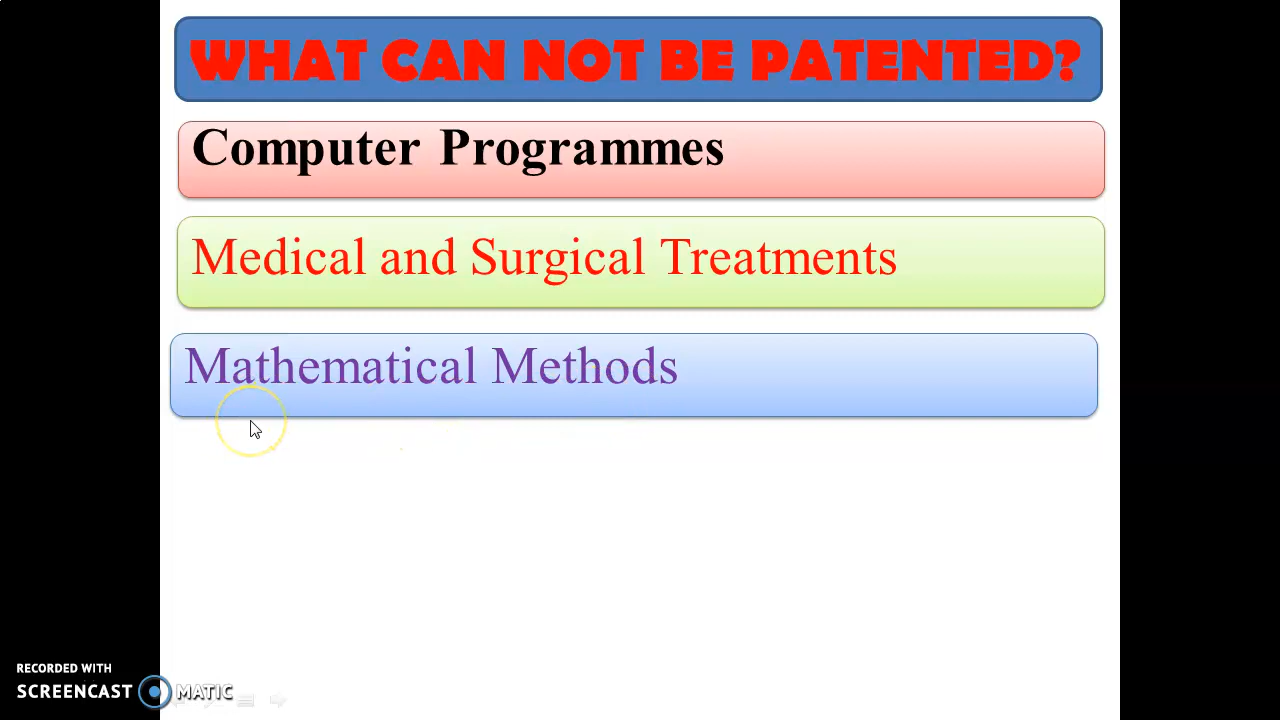 WHAT CAN NOT BE PATENTED?
Computer Programmes
Medical and Surgical Treatments
Mathematical Methods
RECORDED WITH
SCREENCAST MATIC